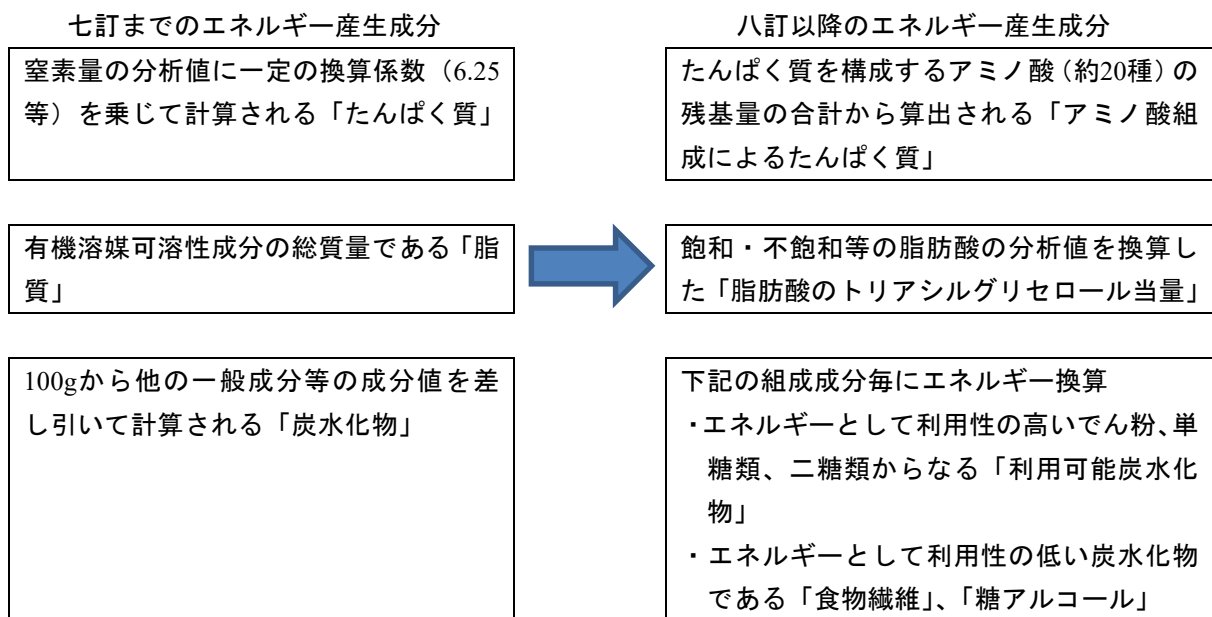 七訂までのエネルギー産生成分
窒素量の分析値に一定の換算係数(6.25
等)を乗じて計算される「たんぱく質」
有機溶媒可溶性成分の総質量である「脂
質」
100gから他の一般成分等の成分値を差
し引いて計算される「炭水化物」
八訂以降のエネルギー産生成分
たんぱく質を構成するアミノ酸(約20種)の
残基量の合計から算出される「アミノ酸組
成によるたんぱく質」
飽和・不飽和等の脂肪酸の分析値を換算し
た「脂肪酸のトリアシルグリセロール当量」
下記の組成成分毎にエネルギー換算
・エネルギーとして利用性の高いでん粉、単
糖類、二糖類からなる「利用可能炭水化
物」
・エネルギーとして利用性の低い炭水化物
である「食物繊維」、「糖アルコール」